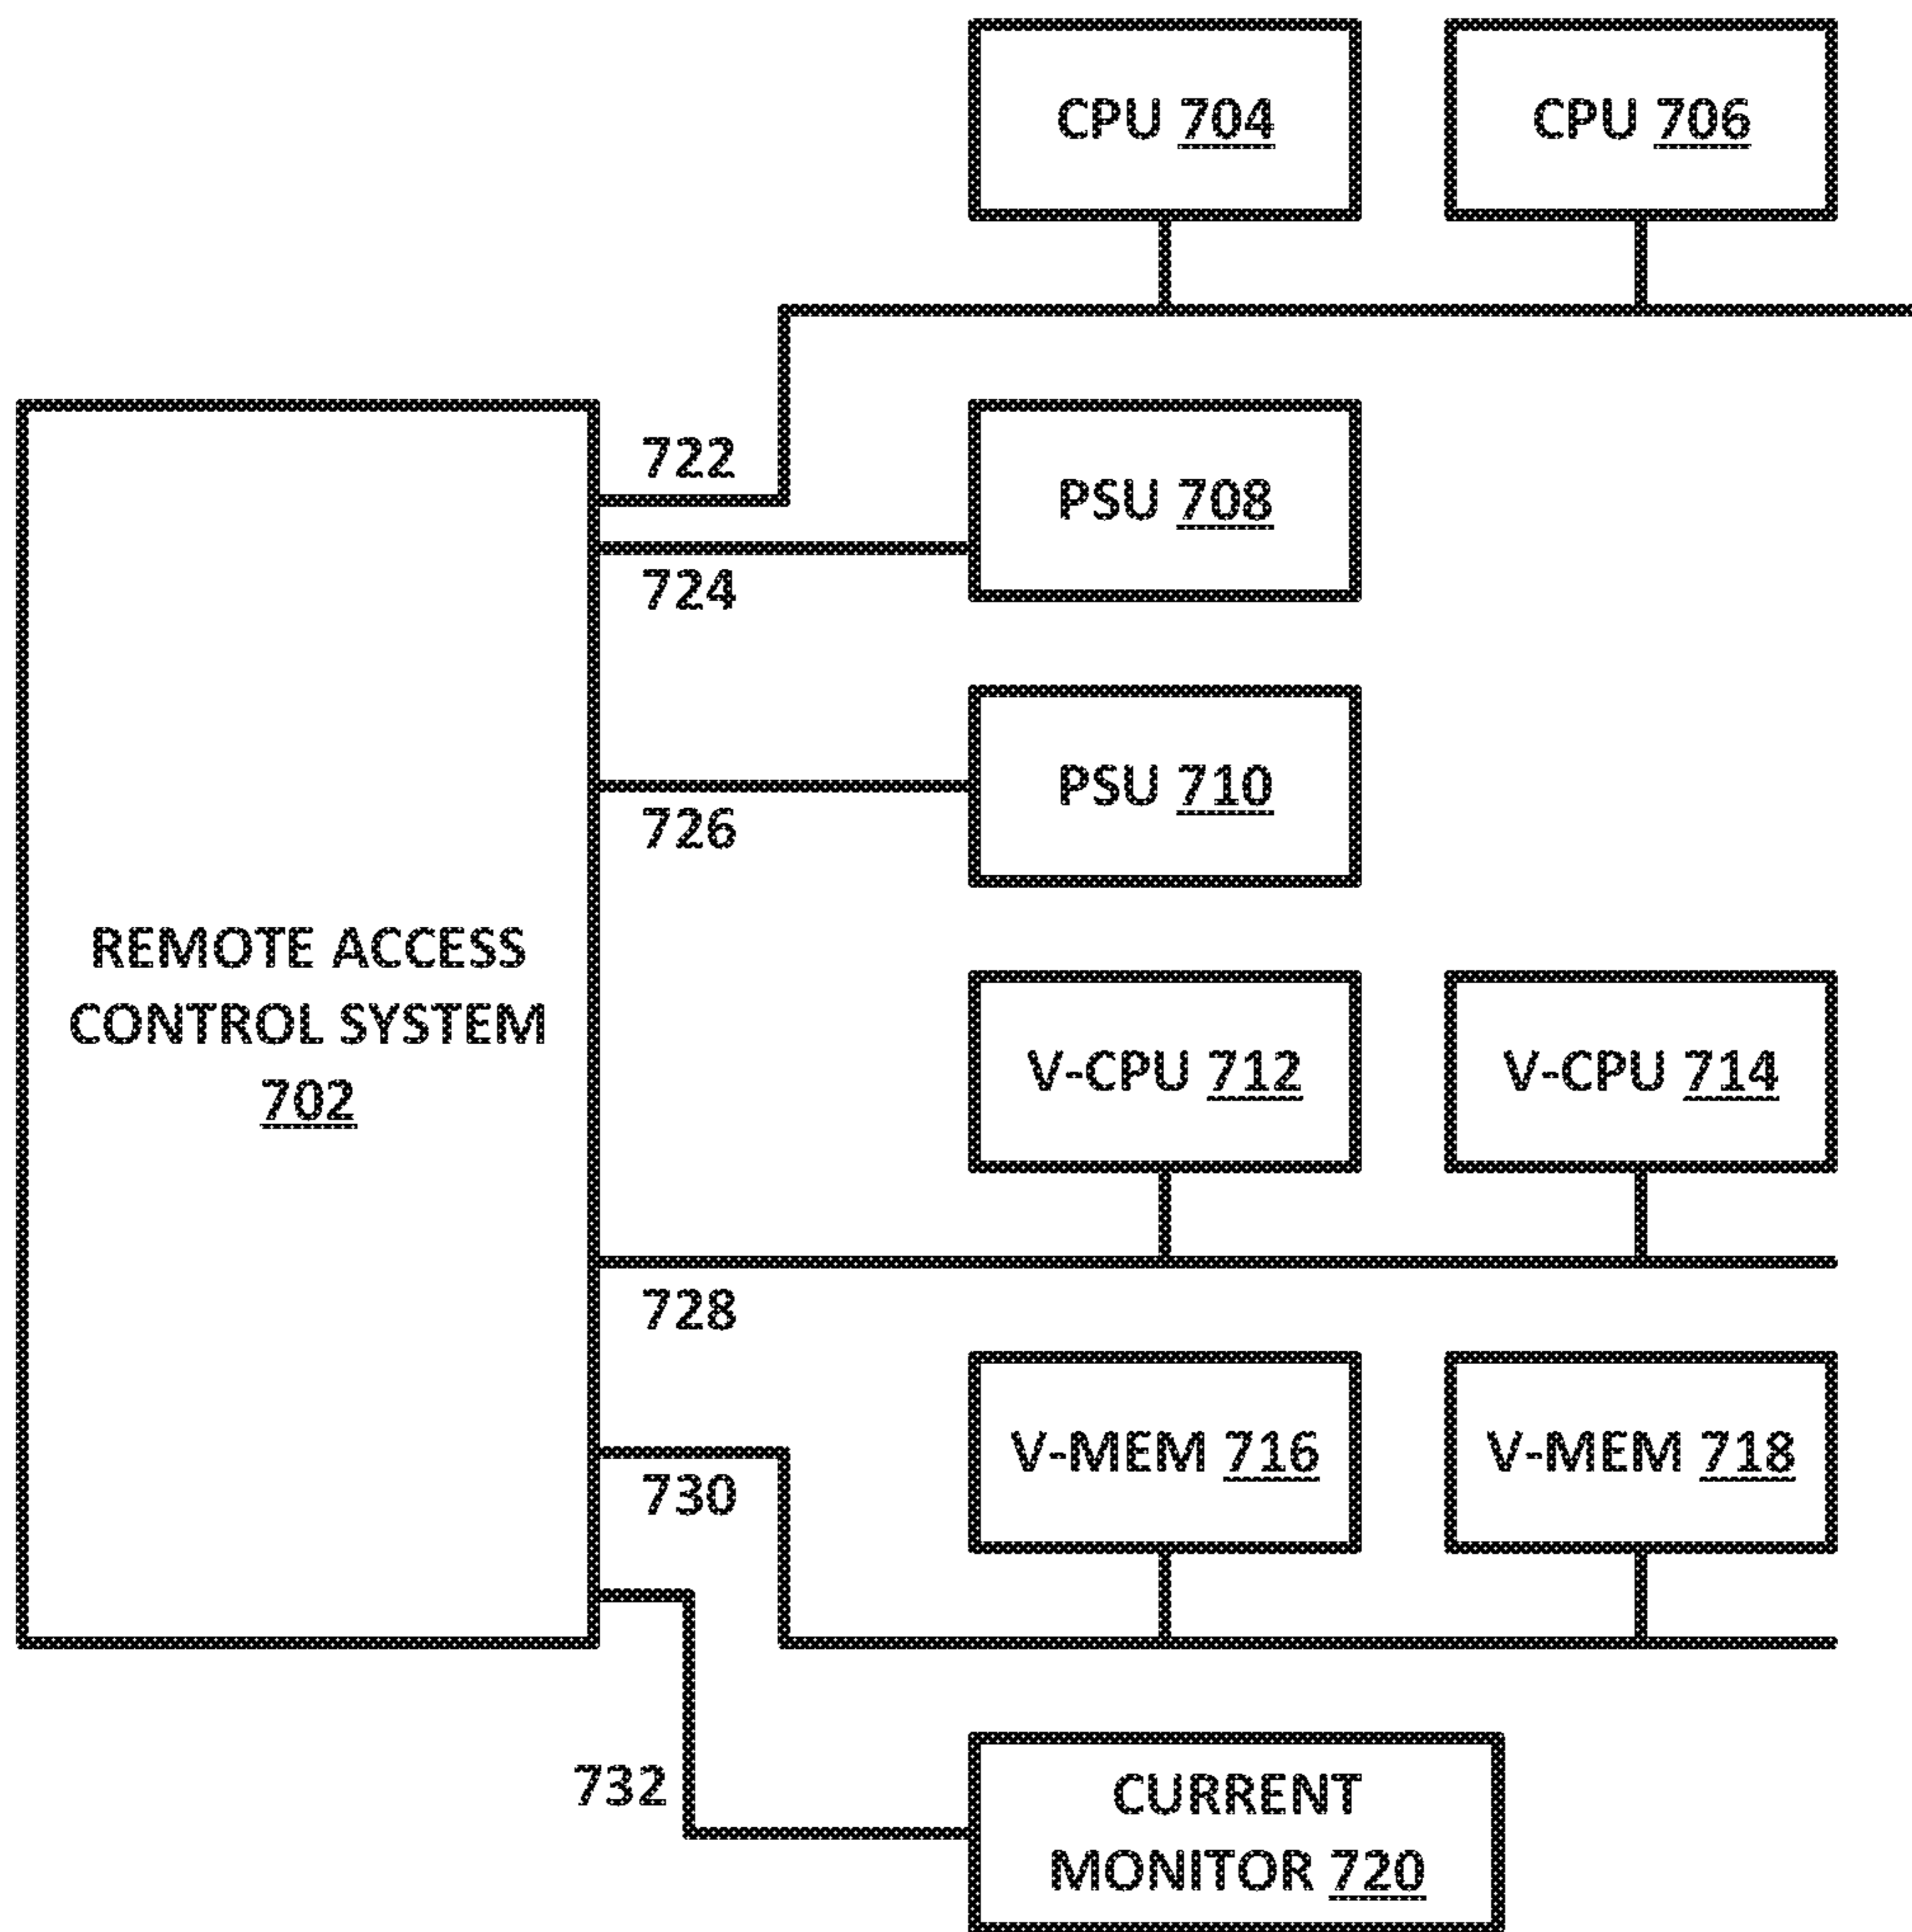 CPU 704
CPU 706
722
PSU 708
724
PSU 710
726
REMOTE ACCESS
CONTROL SYSTEM
702
V-CPU 712
V-CPU 714
728
V-MEM 716
V-MEM 718
730
732
CURRENT
MONITOR 720